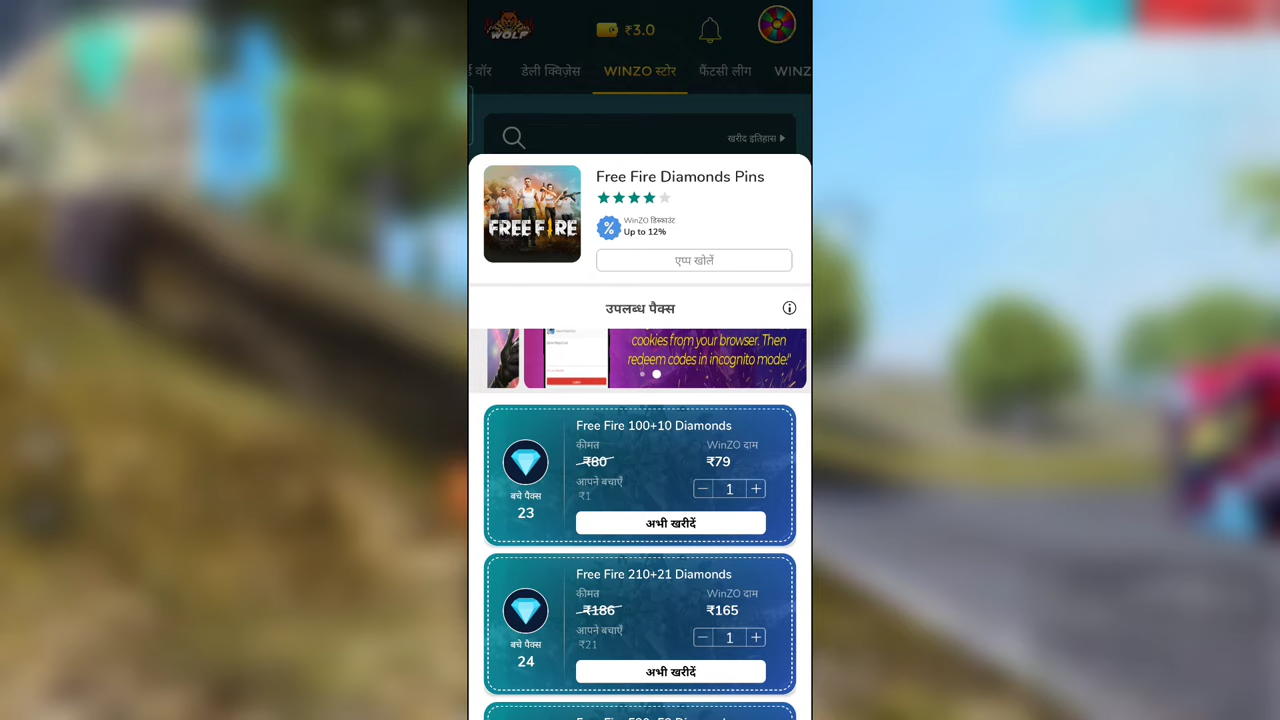 WOLF
₹3.0
ई वॉर
डेली क्विज़ेस
WINZO स्टोर
फैंटसी लीग
WINZ
खरीद इतिहास
FREE FIRE
Free Fire Diamonds Pins
WinZO डिस्काउंट
Up to 12%
एप्प खोलें
उपलब्ध पैक्स
cookies from your browser. Then
redeem codes in incognito mode!"
Free Fire 100+10 Diamonds
कीमत
WinZO दाम
₹80
₹79
आपने बचाएँ
₹1
1
बचे पैक्स
23
अभी खरीदें
Free Fire 210+21 Diamonds
कीमत
WinZO दाम
₹186
₹165
आपने बचाएँ
₹21
1
बचे पैक्स
24
अभी खरीदें